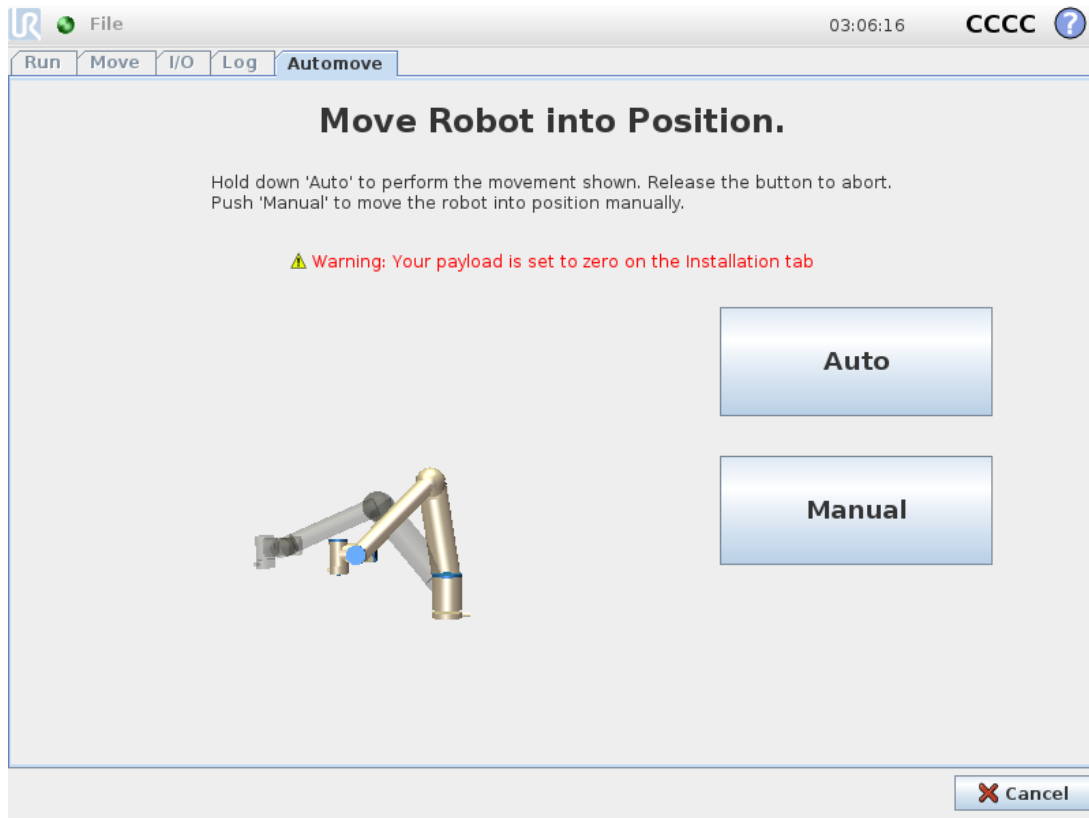 UR File 03:06:16 CCCC ?
Run Move I/O Log Automove
Move Robot into Position.
Hold down 'Auto' to perform the movement shown. Release the button to abort.
Push 'Manual' to move the robot into position manually.
Warning: Your payload is set to zero on the Installation tab
Auto
Manual
Cancel